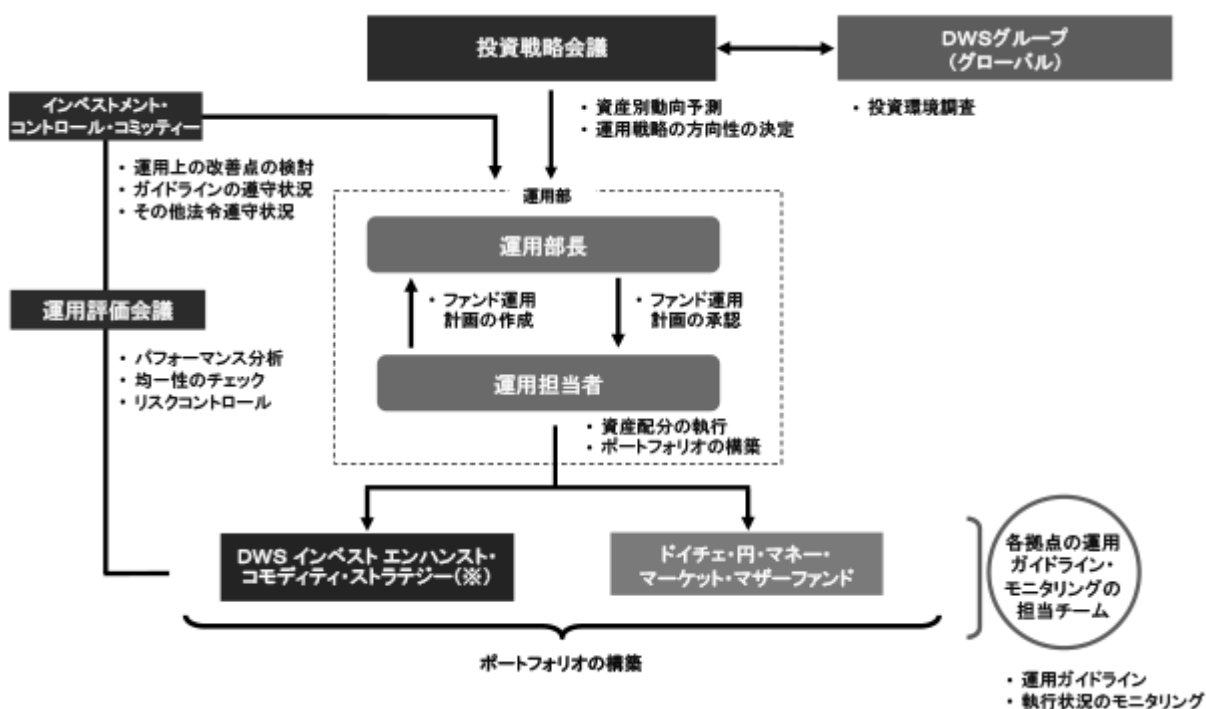 投資戦略会議
DWSグループ
(グローバル)
・ 資産別動向予測
・ 運用戦略の方向性の決定
・ 投資環境調査
インベストメント・
コントロール・コミッティー
・ 運用上の改善点の検討
・ ガイドラインの遵守状況
・ その他法令遵守状況
運用部
運用部長
・ ファンド運用
計画の作成
・ ファンド運用
計画の承認
運用評価会議
・ パフォーマンス分析
・ 均一性のチェック
・ リスクコントロール
運用担当者
・ 資産配分の執行
・ ポートフォリオの構築
DWS インベスト エンハンスト・
コモディティ・ストラテジー(※)
ドイチェ・円・マネー・
マーケット・マザーファンド
各拠点の運用
ガイドライン・
モニタリングの
担当チーム
ポートフォリオの構築
・ 運用ガイドライン
・ 執行状況のモニタリング